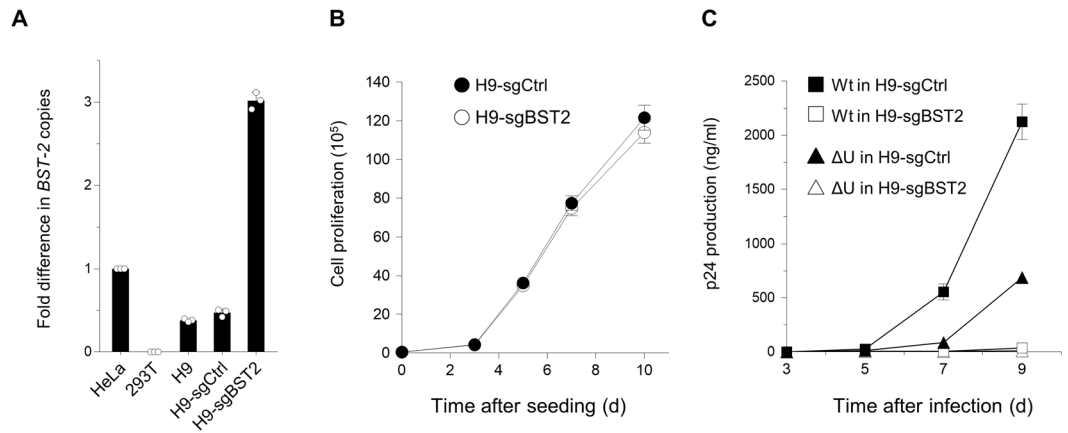 A
Fold difference in BST-2 copies
3
2
1
0
HeLa
293T
H9
H9-sgCtrl
H9-sgBST2
B
Cell proliferation (10⁵)
140
120
100
80
60
40
20
0
H9-sgCtrl
H9-sgBST2
0 2 4 6 8 10
Time after seeding (d)
C
p24 production (ng/ml)
2500
2250
2000
1500
1000
500
0
Wt in H9-sgCtrl
Wt in H9-sgBST2
ΔU in H9-sgCtrl
ΔU in H9-sgBST2
3 5 7 9
Time after infection (d)